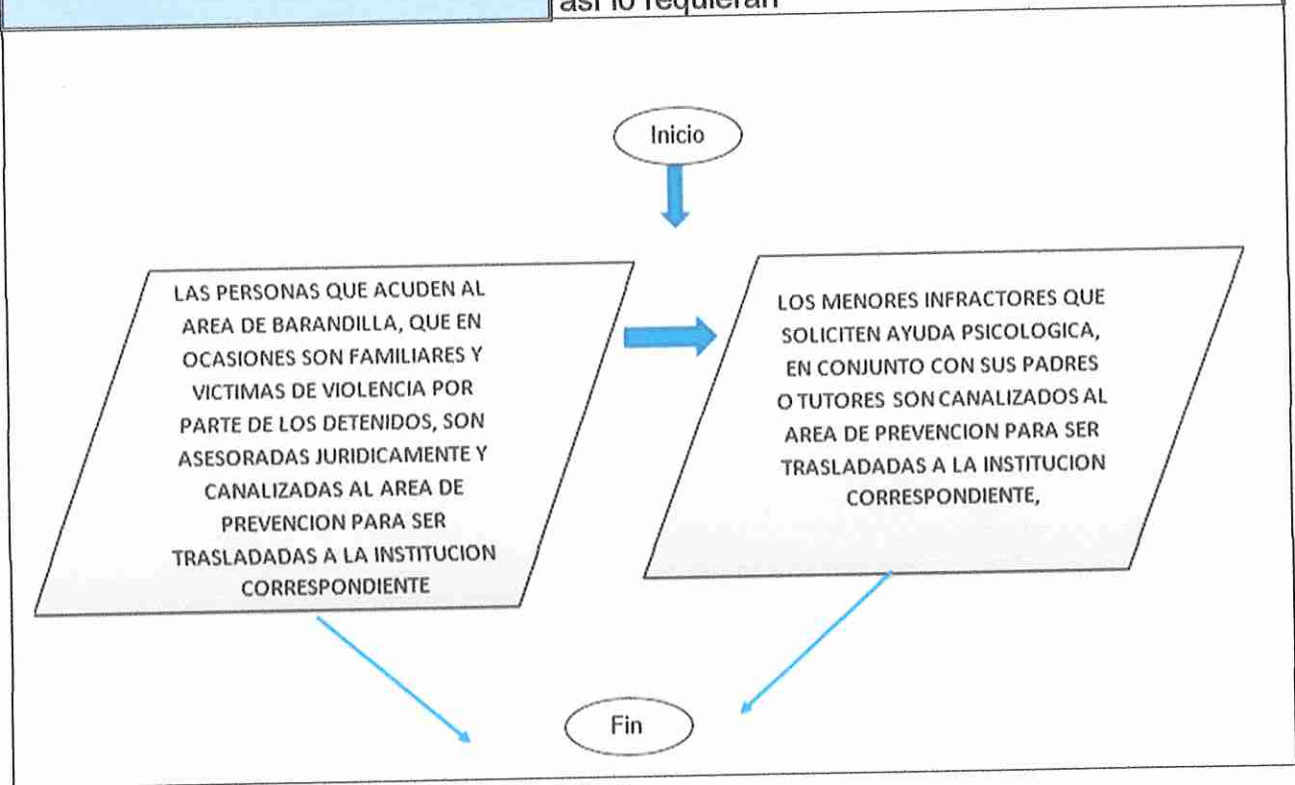 así lo requieran
Inicio
LAS PERSONAS QUE ACUDEN AL
AREA DE BARANDILLA, QUE EN
OCASIONES SON FAMILIARES Y
VICTIMAS DE VIOLENCIA POR
PARTE DE LOS DETENIDOS, SON
ASESORADAS JURIDICAMENTE Y
CANALIZADAS AL AREA DE
PREVENCION PARA SER
TRASLADADAS A LA INSTITUCION
CORRESPONDIENTE
LOS MENORES INFRACTORES QUE
SOLICITEN AYUDA PSICOLOGICA,
EN CONJUNTO CON SUS PADRES
O TUTORES SON CANALIZADOS AL
AREA DE PREVENCION PARA SER
TRASLADADAS A LA INSTITUCION
CORRESPONDIENTE,
Fin